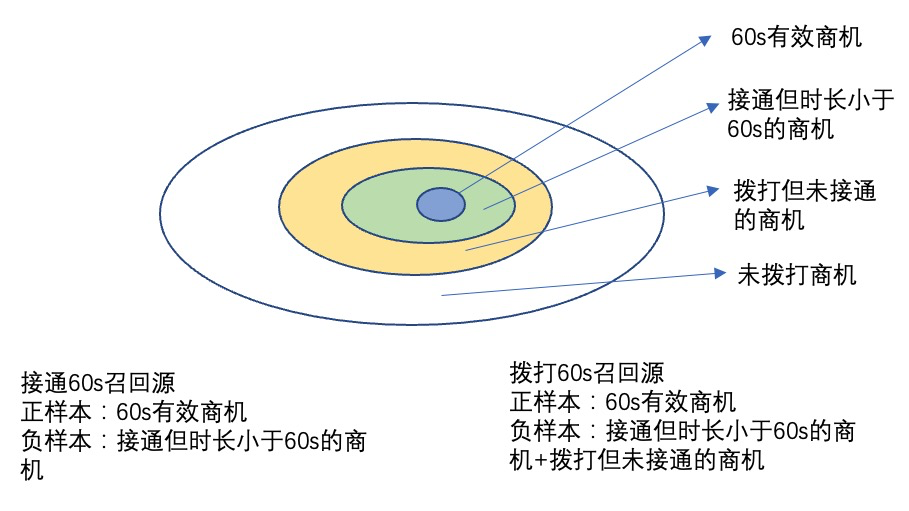 60s有效商机
接通但时长小于
60s的商机
拨打但未接通
的商机
未拨打商机
接通60s召回源
正样本：60s有效商机
负样本：接通但时长小于60s的商
机
拨打60s召回源
正样本：60s有效商机
负样本：接通但时长小于60s的商
机+拨打但未接通的商机